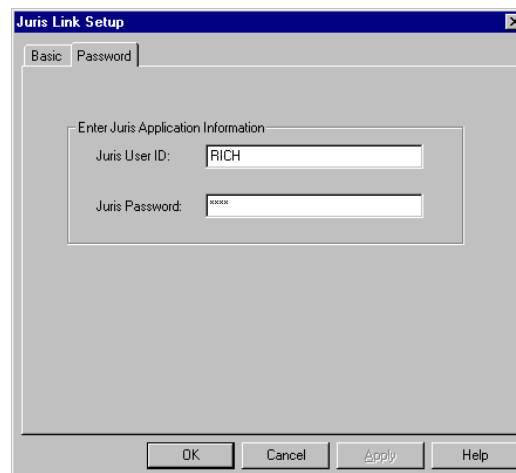 Juris Link Setup
Basic Password
Enter Juris Application Information
Juris User ID: RICH
Juris Password: ****
OK Cancel Apply Help